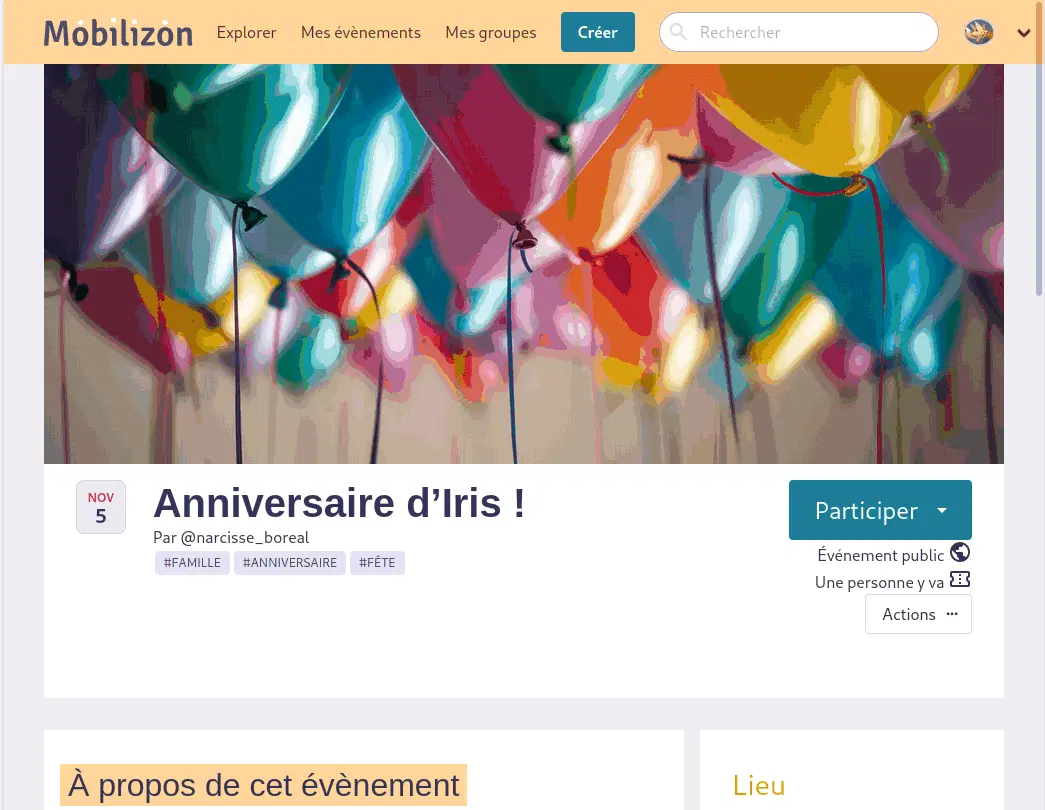 Mobilizon Explorer Mes évènements Mes groupes Créer Rechercher
NOV
5
Anniversaire d’Iris !
Par @narcisse_boreal
#FAMILLE #ANNIVERSAIRE #FÊTE
Participer
Événement public
Une personne y va
Actions
À propos de cet évènement
Lieu